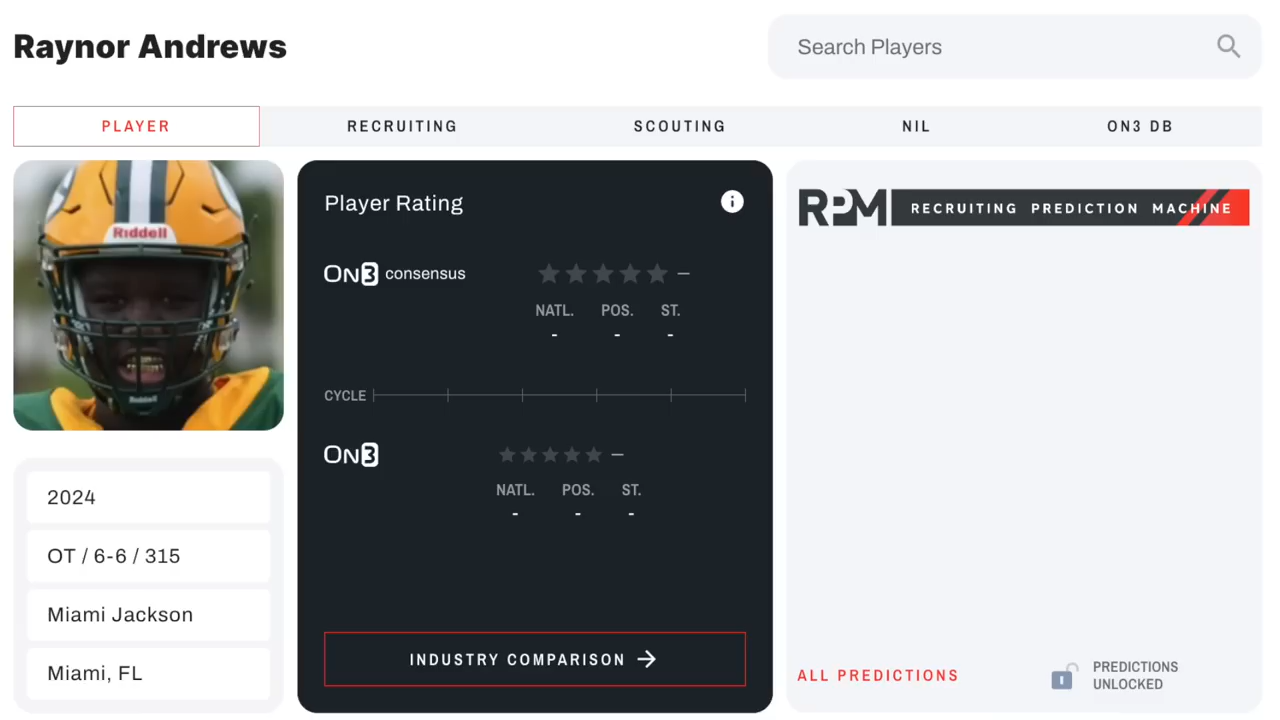 Raynor Andrews
Search Players
PLAYER RECRUITING SCOUTING NIL ON3 DB
Riddell
Riddell
2024
OT / 6-6 / 315
Miami Jackson
Miami, FL
Player Rating
i
ON3 consensus –
NATL. POS. ST.
- - -
CYCLE
ON3 –
NATL. POS. ST.
- - -
INDUSTRY COMPARISON →
RPM RECRUITING PREDICTION MACHINE
ALL PREDICTIONS
PREDICTIONS
UNLOCKED